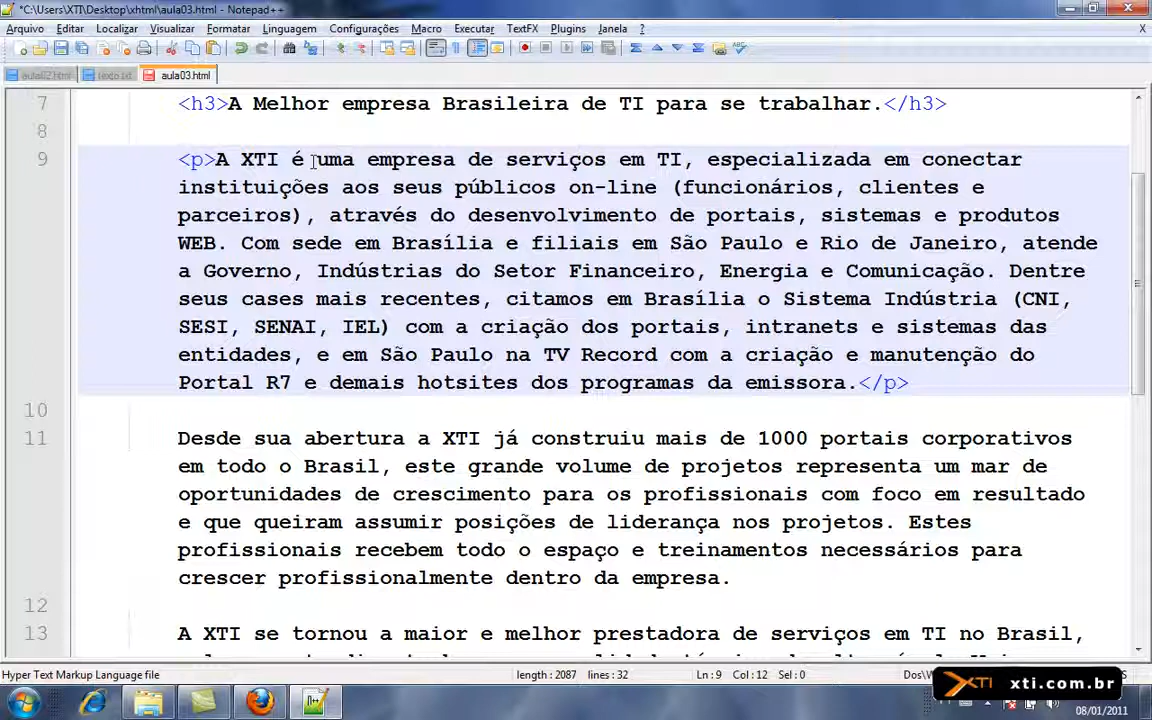 *C:\Users\XTI\Desktop\xhtml\aula03.html - Notepad++
Arquivo Editar Localizar Visualizar Formatar Linguagem Configurações Macro Executar TextFX Plugins Janela ? X
aula02.html texto.txt aula03.html
7 <h3>A Melhor empresa Brasileira de TI para se trabalhar.</h3>
8
9 <p>A XTI é uma empresa de serviços em TI, especializada em conectar
instituições aos seus públicos on-line (funcionários, clientes e
parceiros), através do desenvolvimento de portais, sistemas e produtos
WEB. Com sede em Brasília e filiais em São Paulo e Rio de Janeiro, atende
a Governo, Indústrias do Setor Financeiro, Energia e Comunicação. Dentre
seus cases mais recentes, citamos em Brasília o Sistema Indústria (CNI,
SESI, SENAI, IEL) com a criação dos portais, intranets e sistemas das
entidades, e em São Paulo na TV Record com a criação e manutenção do
Portal R7 e demais hotsites dos programas da emissora.</p>
10
11 Desde sua abertura a XTI já construiu mais de 1000 portais corporativos
em todo o Brasil, este grande volume de projetos representa um mar de
oportunidades de crescimento para os profissionais com foco em resultado
e que queiram assumir posições de liderança nos projetos. Estes
profissionais recebem todo o espaço e treinamentos necessários para
crescer profissionalmente dentro da empresa.
12
13 A XTI se tornou a maior e melhor prestadora de serviços em TI no Brasil,
Hyper Text Markup Language file length : 2087 lines : 32 Ln : 9 Col : 12 Sel : 0
XTI xti.com.br
08/01/2011